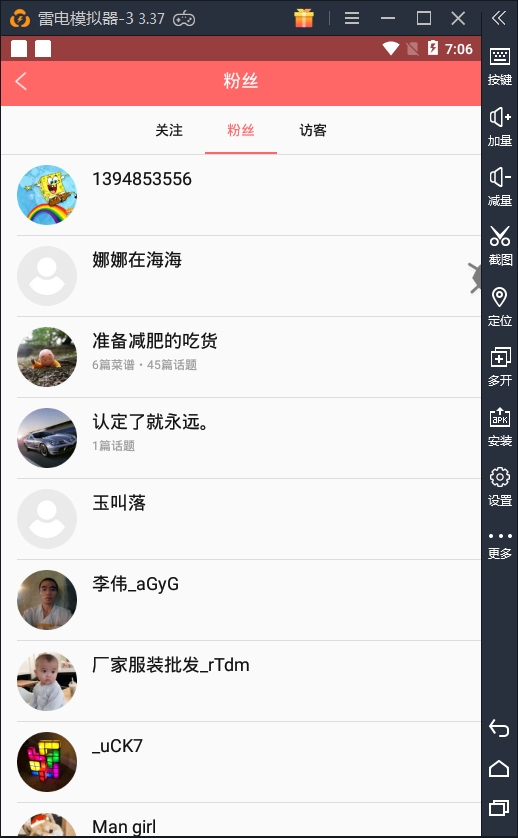 雷电模拟器-3 3.37
7:06
粉丝
关注 粉丝 访客
1394853556
娜娜在海海
准备减肥的吃货
6篇菜谱·45篇话题
认定了就永远。
1篇话题
玉叫落
李伟_aGyG
厂家服装批发_rTdm
_uCK7
Man girl
按键
加量
减量
截图
定位
多开
APK
安装
设置
更多